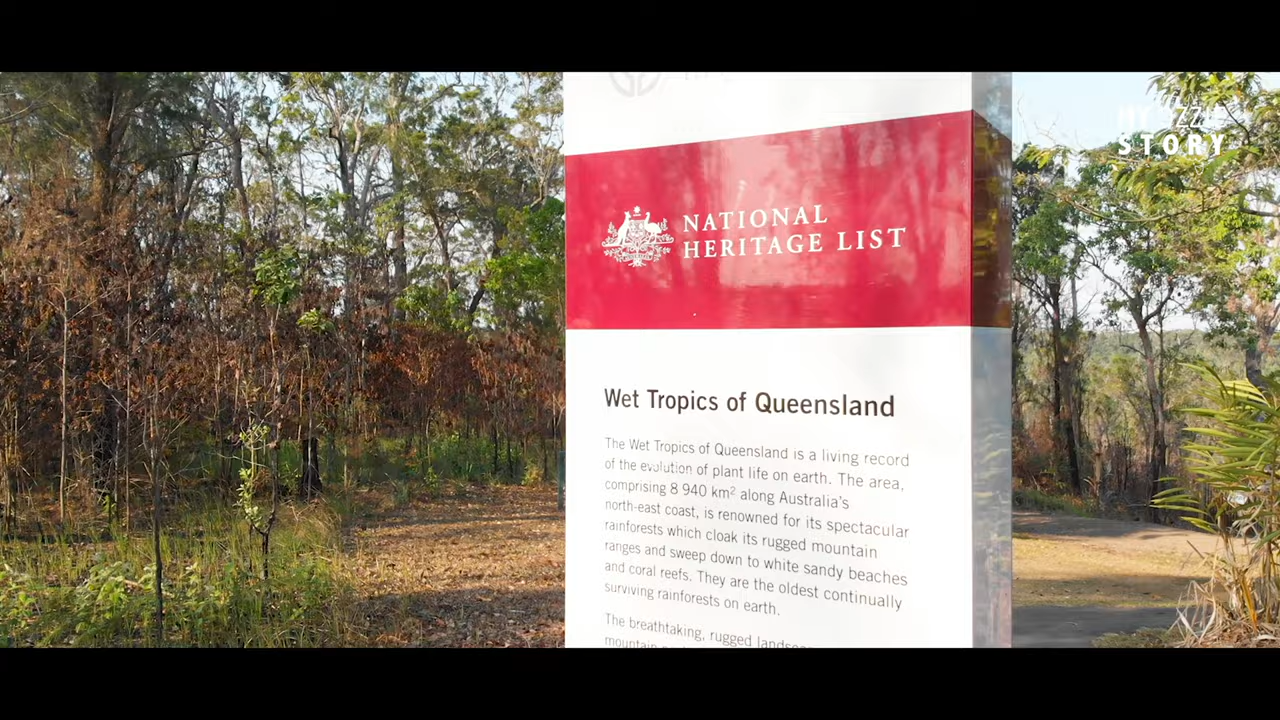 STORY
NATIONAL
HERITAGE LIST
Wet Tropics of Queensland
The Wet Tropics of Queensland is a living record
of the evolution of plant life on earth. The area,
comprising 8 940 km² along Australia's
north-east coast, is renowned for its spectacular
rainforests which cloak its rugged mountain
ranges and sweep down to white sandy beaches
and coral reefs. They are the oldest continually
surviving rainforests on earth.
The breathtaking, rugged
mountain